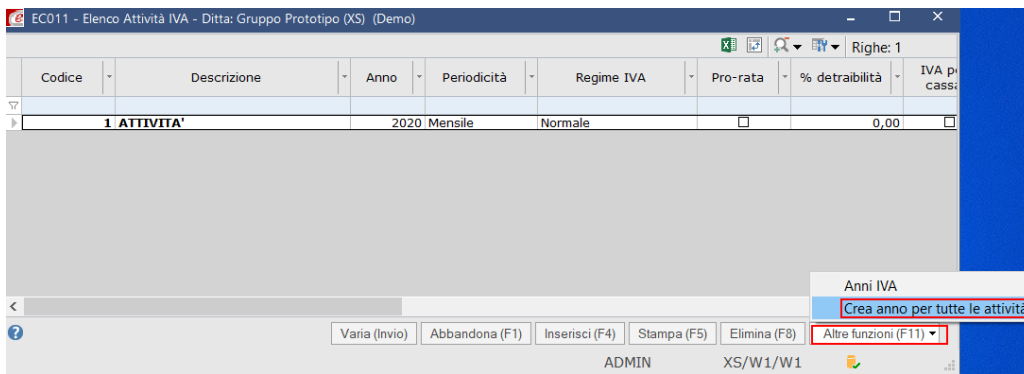 EC011 - Elenco Attività IVA - Ditta: Gruppo Prototipo (XS) (Demo)
Righe: 1
Codice Descrizione Anno Periodicità Regime IVA Pro-rata % detraibilità IVA pe
cassa
1 ATTIVITA' 2020 Mensile Normale 0,00
Anni IVA
Crea anno per tutte le attività
Varia (Invio) Abbandona (F1) Inserisci (F4) Stampa (F5) Elimina (F8) Altre funzioni (F11)
ADMIN XS/W1/W1